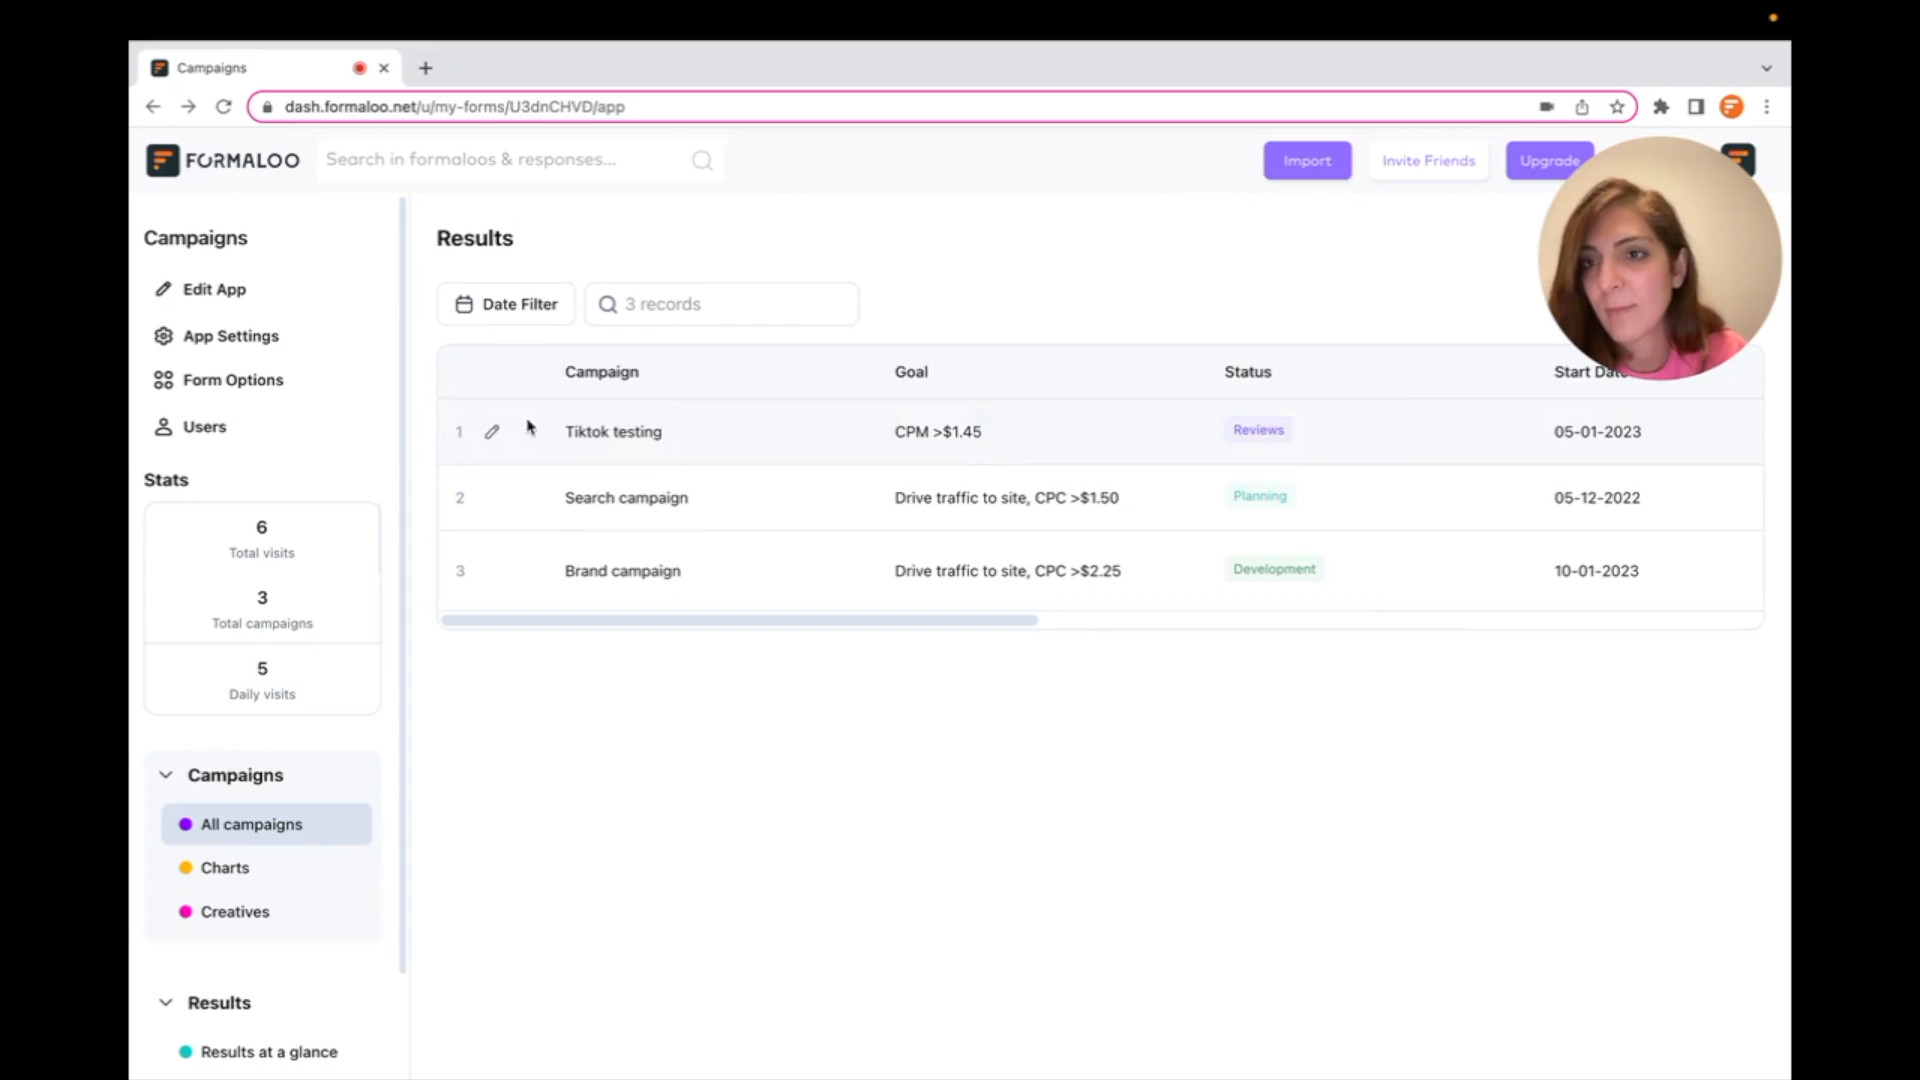 Campaigns
dash.formaloo.net/u/my-forms/U3dnCHVD/app
FORMALOO
Search in formaloos & responses...
Import
Invite Friends
Upgrade
Campaigns
Edit App
App Settings
Form Options
Users
Stats
6
Total visits
3
Total campaigns
5
Daily visits
Campaigns
All campaigns
Charts
Creatives
Results
Results at a glance
Results
Date Filter
3 records
Campaign Goal Status Start Date
1 Tiktok testing CPM >$1.45 Reviews 05-01-2023
2 Search campaign Drive traffic to site, CPC >$1.50 Planning 05-12-2022
3 Brand campaign Drive traffic to site, CPC >$2.25 Development 10-01-2023